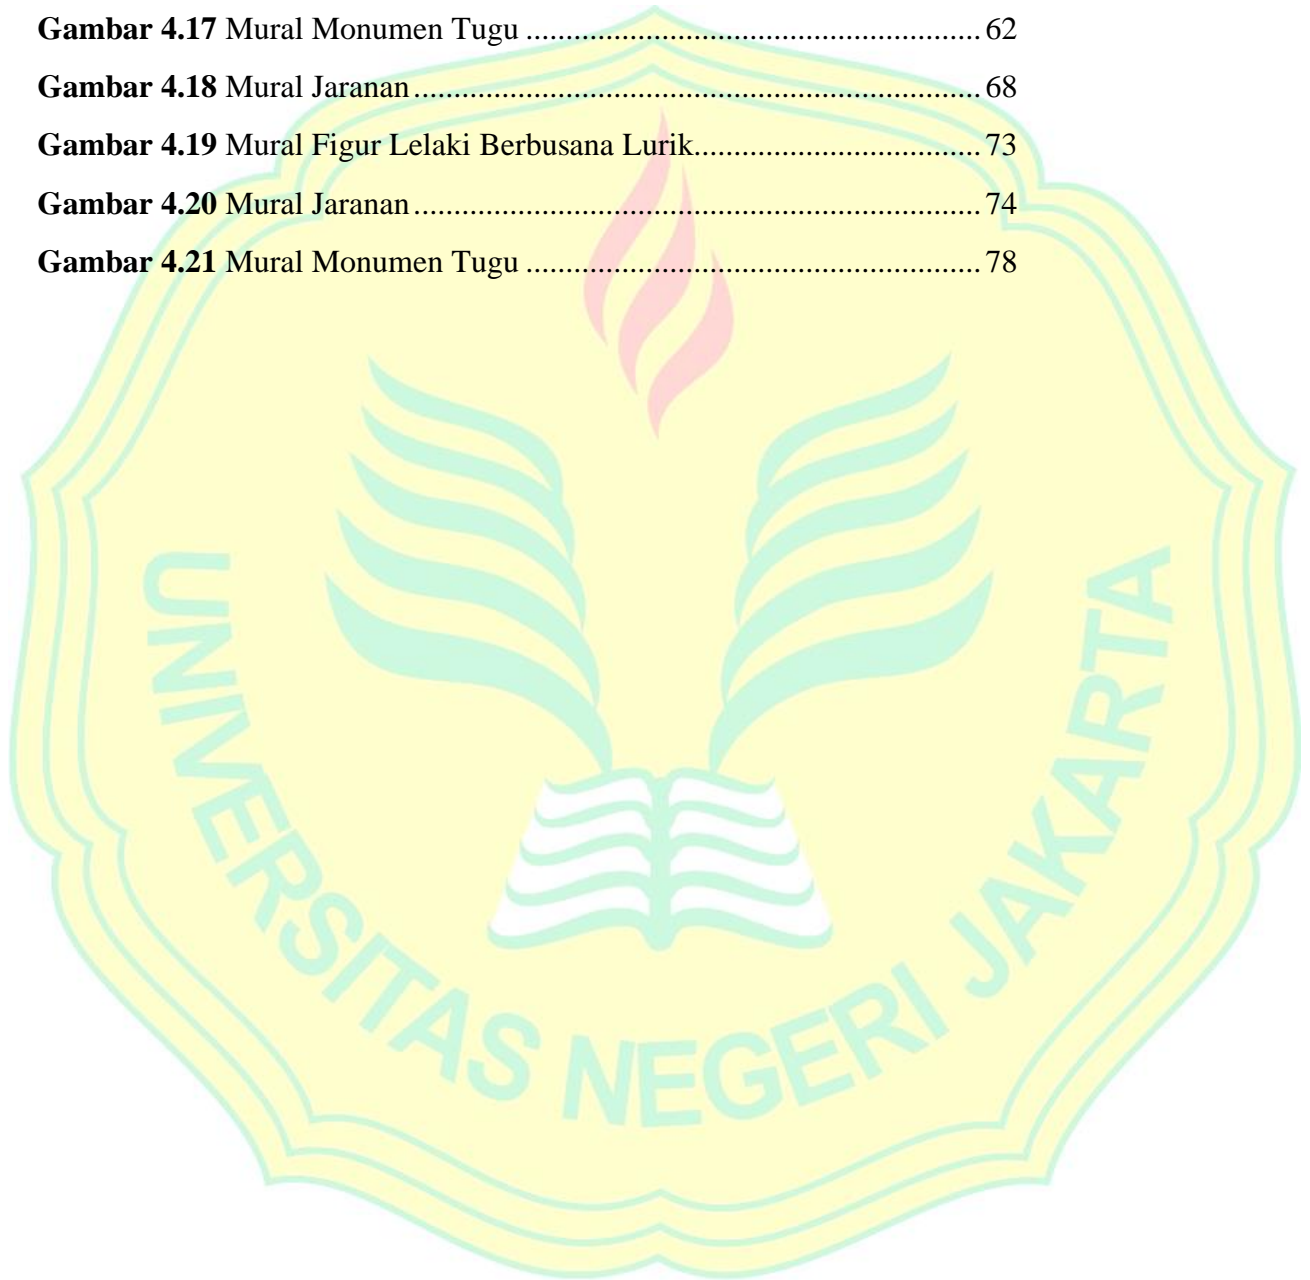 Gambar 4.17 Mural Monumen Tugu .......................................................... 62
Gambar 4.18 Mural Jaranan ........................................................................ 68
Gambar 4.19 Mural Figur Lelaki Berbusana Lurik.................................... 73
Gambar 4.20 Mural Jaranan ........................................................................ 74
Gambar 4.21 Mural Monumen Tugu .......................................................... 78
UNIVERSITAS NEGERI JAKARTA